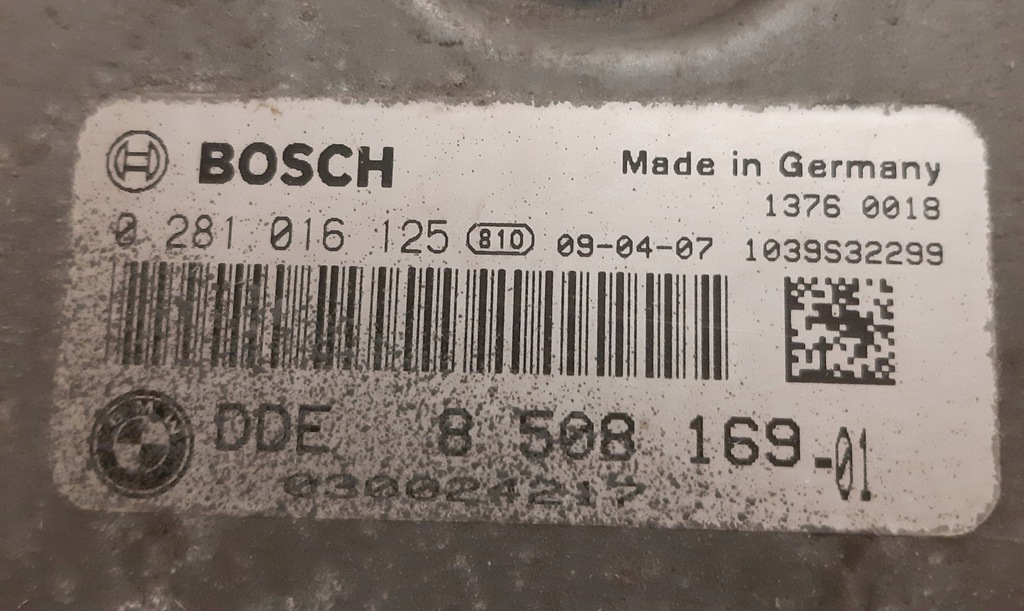 BOSCH
Made in Germany
1376 0018
0 281 016 125 810 09-04-07 1039S32299
DDE 8 508 169-01